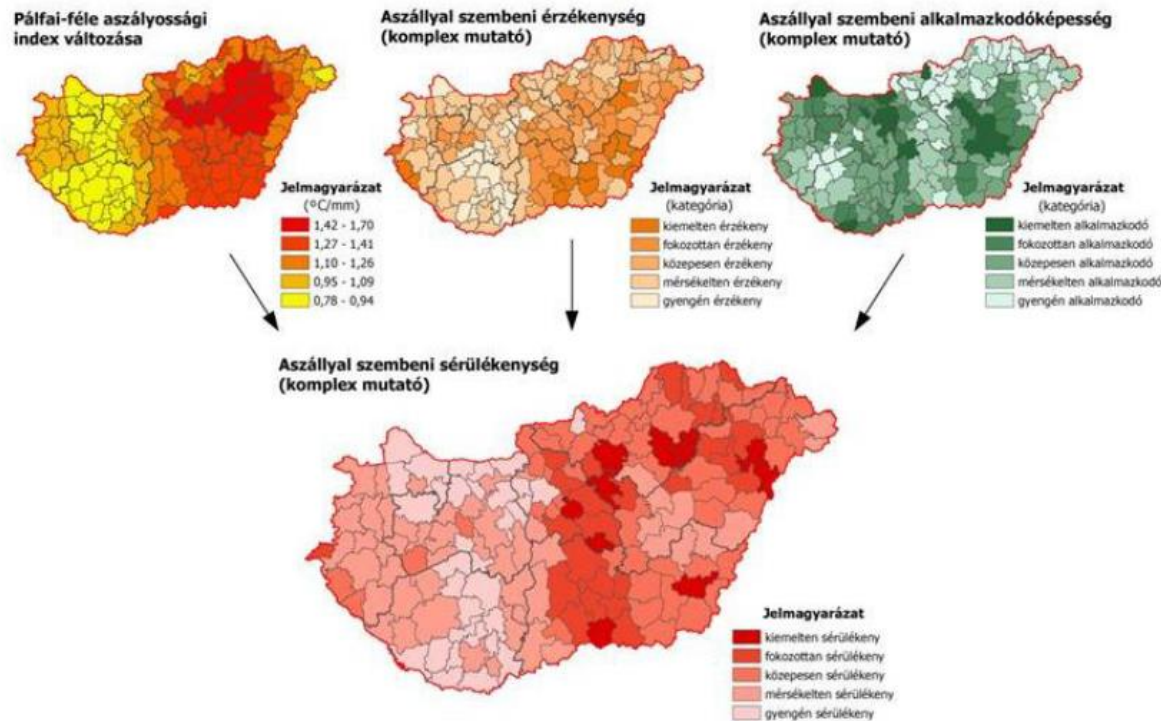 Pálfai-féle aszályossági
index változása
Jelmagyarázat
(ºC/mm)
1,42 - 1,70
1,27 - 1,41
1,10 - 1,26
0,95 - 1,09
0,78 - 0,94
Aszállyal szembeni érzékenység
(komplex mutató)
Jelmagyarázat
(kategória)
kiemelten érzékeny
fokozottan érzékeny
közepesen érzékeny
mérsékelten érzékeny
gyengén érzékeny
Aszállyal szembeni alkalmazkodóképesség
(komplex mutató)
Jelmagyarázat
(kategória)
kiemelten alkalmazkodó
fokozottan alkalmazkodó
közepesen alkalmazkodó
mérsékelten alkalmazkodó
gyengén alkalmazkodó
Aszállyal szembeni sérülékenység
(komplex mutató)
Jelmagyarázat
kiemelten sérülékeny
fokozottan sérülékeny
közepesen sérülékeny
mérsékelten sérülékeny
gyengén sérülékeny